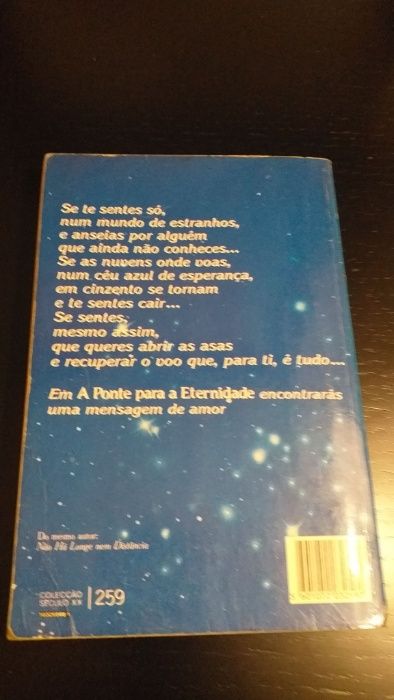 Se te sentes só,
num mundo de estranhos,
e anseias por alguém
que ainda não conheces...
Se as nuvens onde voas,
num céu azul de esperança,
em cinzento se tornam
e te sentes cair...
Se sentes,
mesmo assim,
que queres abrir as asas
e recuperar o voo que, para ti, é tudo...
Em A Ponte para a Eternidade encontrarás
uma mensagem de amor
Do mesmo autor:
Não Há Longe nem Distância
COLECÇÃO
SÉCULO XX
259